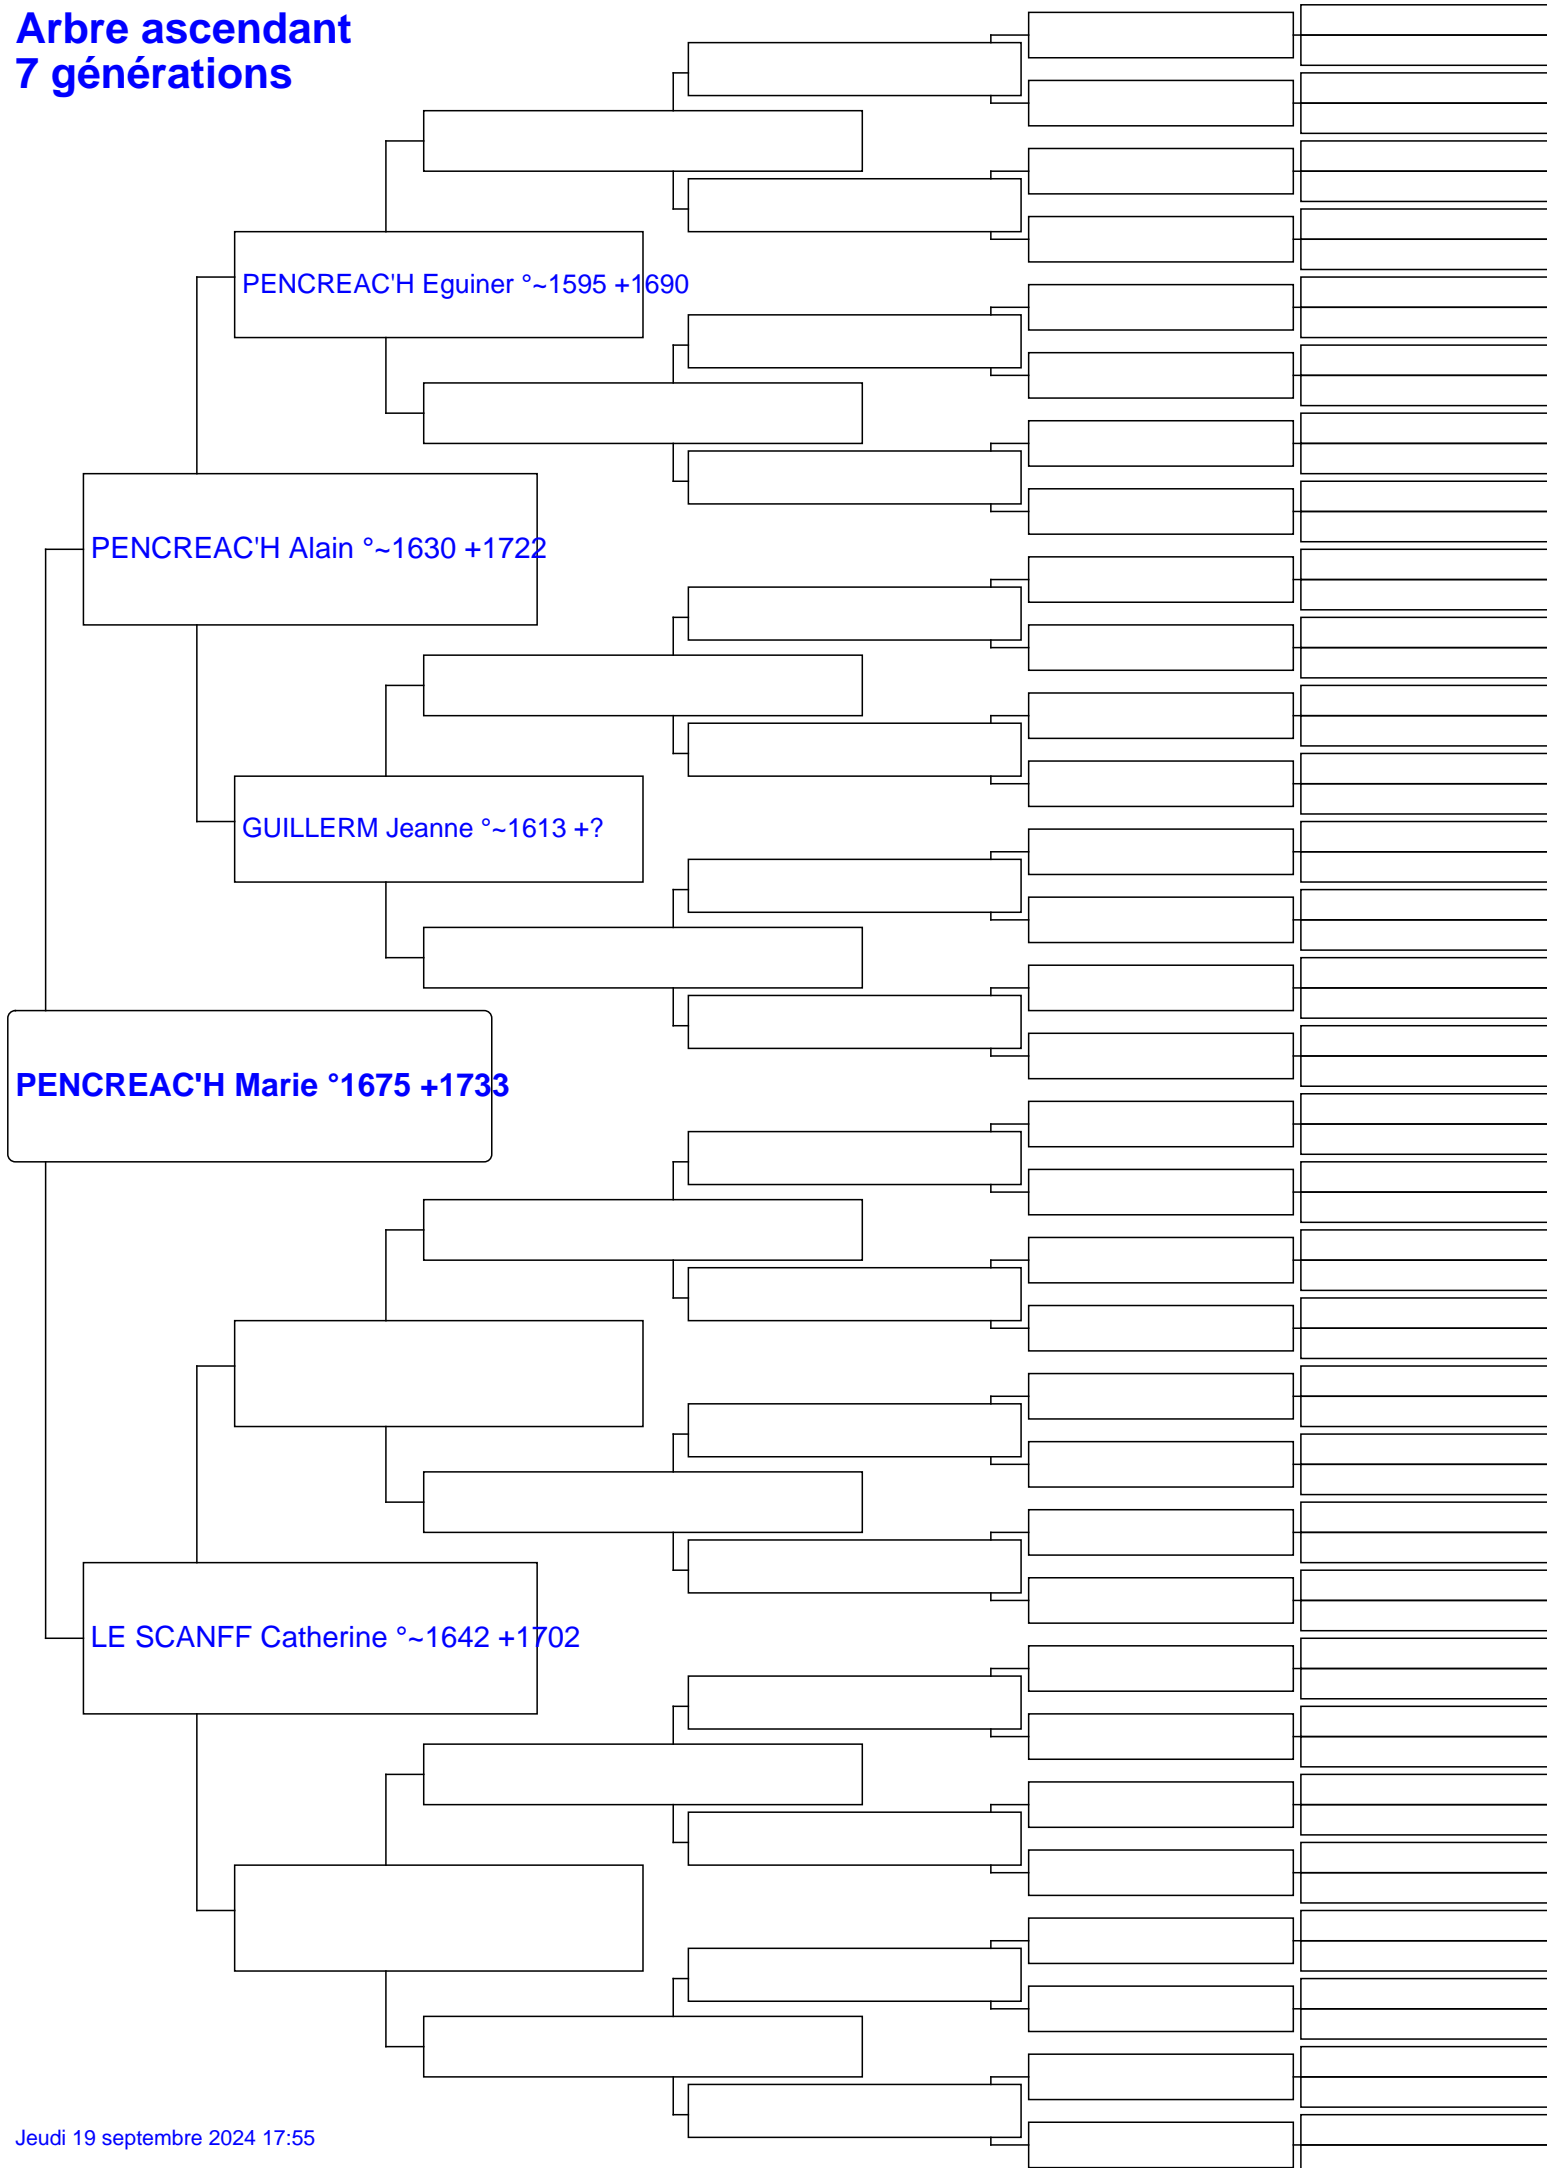 Arbre ascendant
7 générations
PENCREAC'H Eguiner °~1595 +1690
PENCREAC'H Alain °~1630 +1722
GUILLERM Jeanne °~1613 +?
PENCREAC'H Marie °1675 +1733
LE SCANFF Catherine °~1642 +1702
Jeudi 19 septembre 2024 17:55